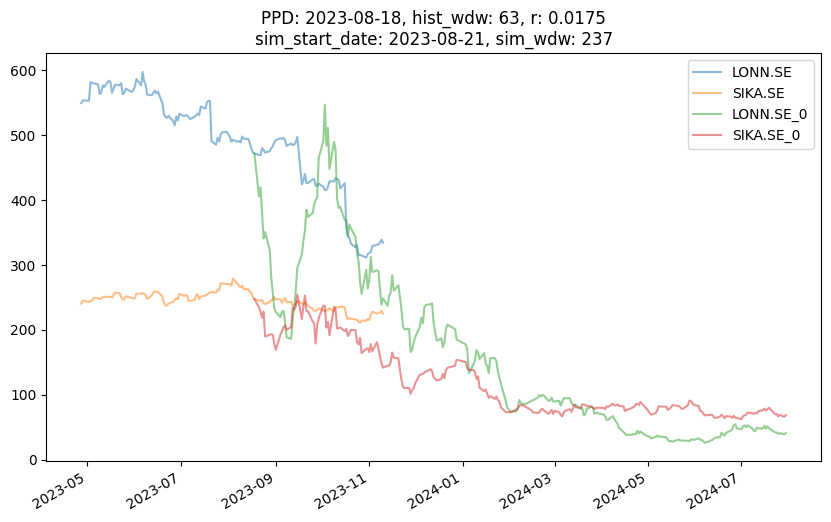 PPD: 2023-08-18, hist_wdw: 63, r: 0.0175
sim_start_date: 2023-08-21, sim_wdw: 237
LONN.SE
SIKA.SE
LONN.SE_0
SIKA.SE_0
600
500
400
300
200
100
0
2023-05
2023-07
2023-09
2023-11
2024-01
2024-03
2024-05
2024-07